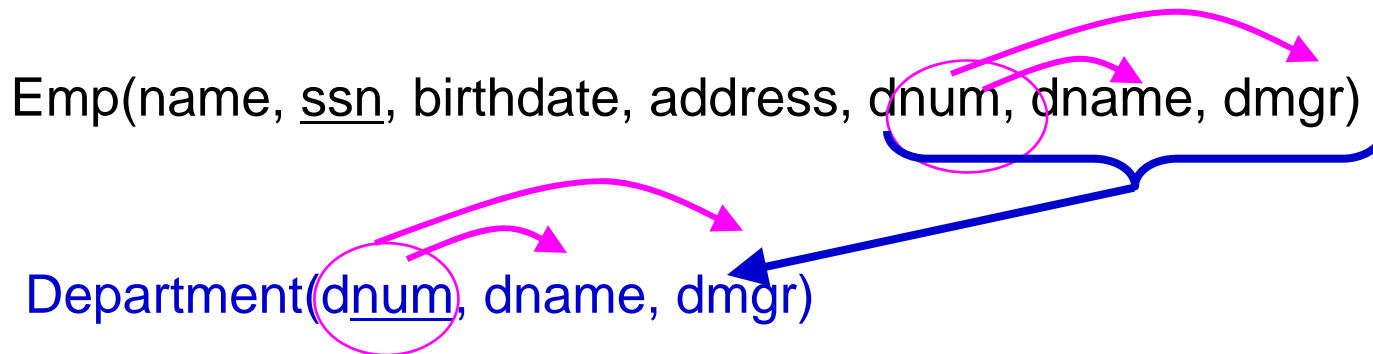 Emp(name, ssn, birthdate, address, dnum, dname, dmgr)
Department(dnum, dname, dmgr)